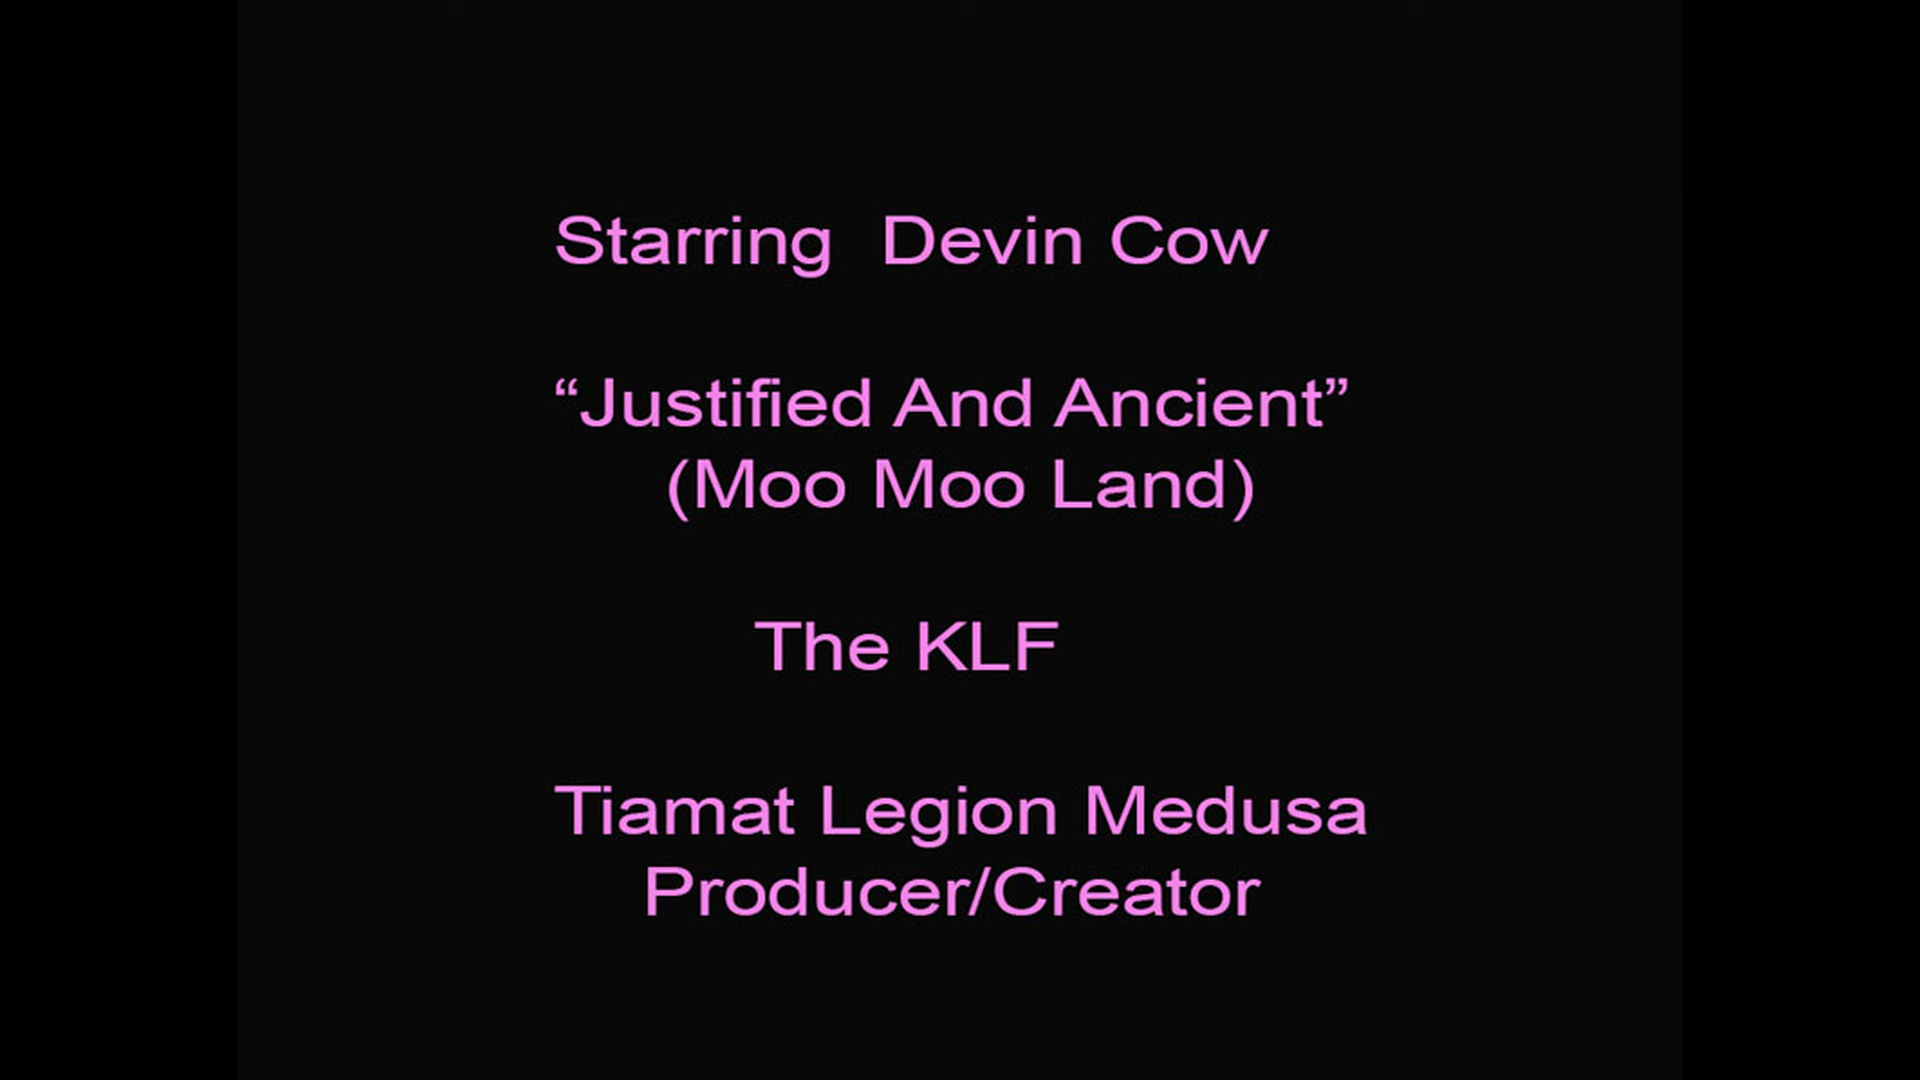 Starring  Devin Cow
“Justified And Ancient”
(Moo Moo Land)
The KLF
Tiamat Legion Medusa
Producer/Creator